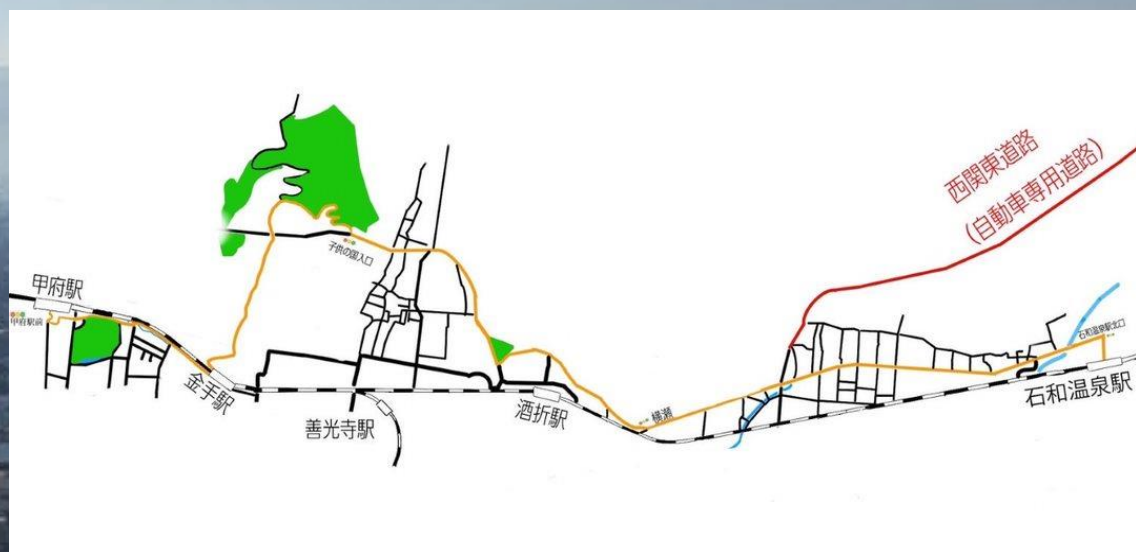 西関東道路
（自動車専用道路）
子供の国入口
甲府駅
甲府駅前
石和温泉駅北口
金手駅
善光寺駅
酒折駅
横瀬
石和温泉駅